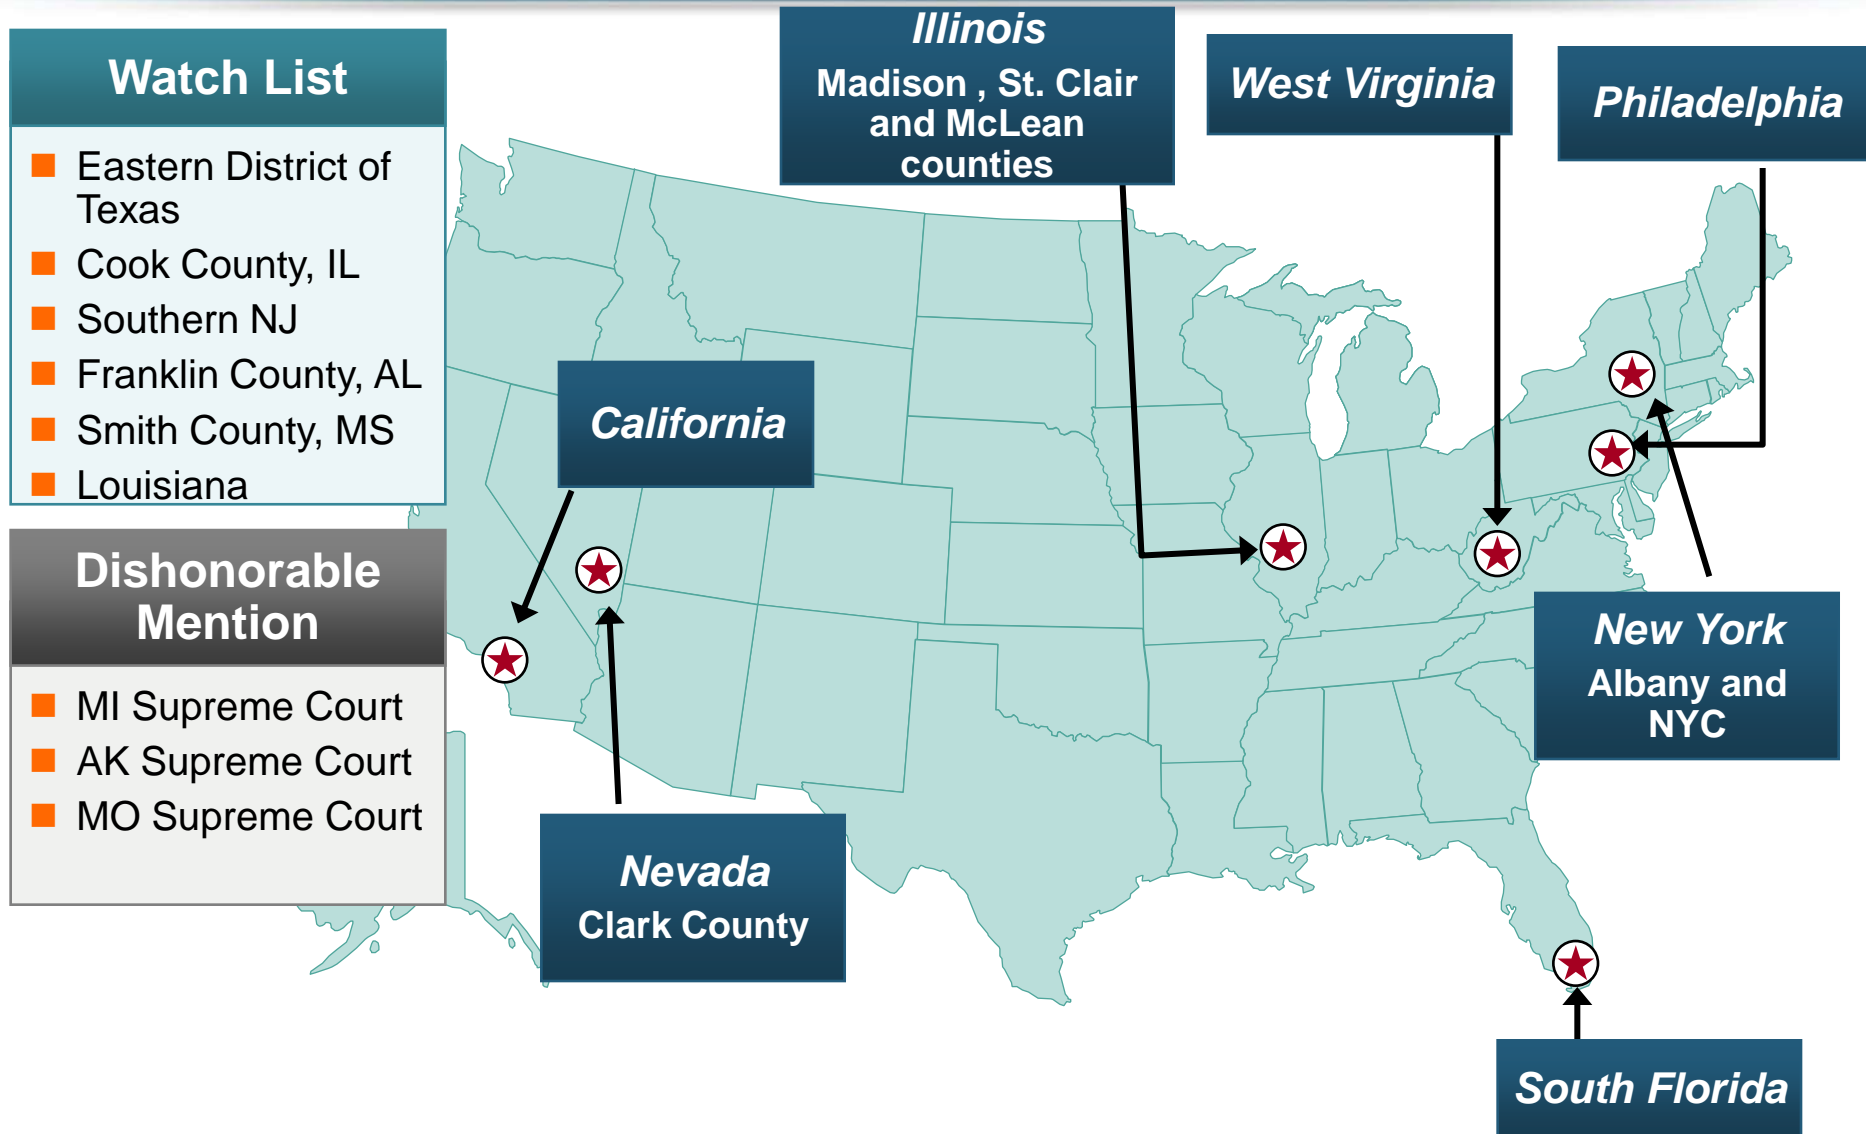 Watch List
Eastern District of
Texas
Cook County, IL
Southern NJ
Franklin County, AL
Smith County, MS
Louisiana
Dishonorable
Mention
MI Supreme Court
AK Supreme Court
MO Supreme Court
Illinois
Madison , St. Clair
and McLean
counties
West Virginia
Philadelphia
California
New York
Albany and
NYC
Nevada
Clark County
South Florida